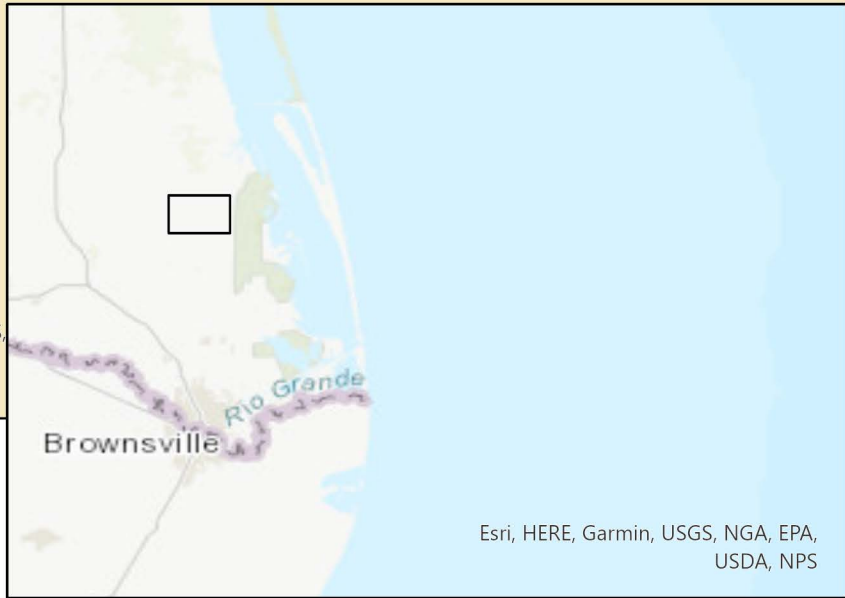 Rio Grande
Brownsville
Esri, HERE, Garmin, USGS, NGA, EPA,
USDA, NPS